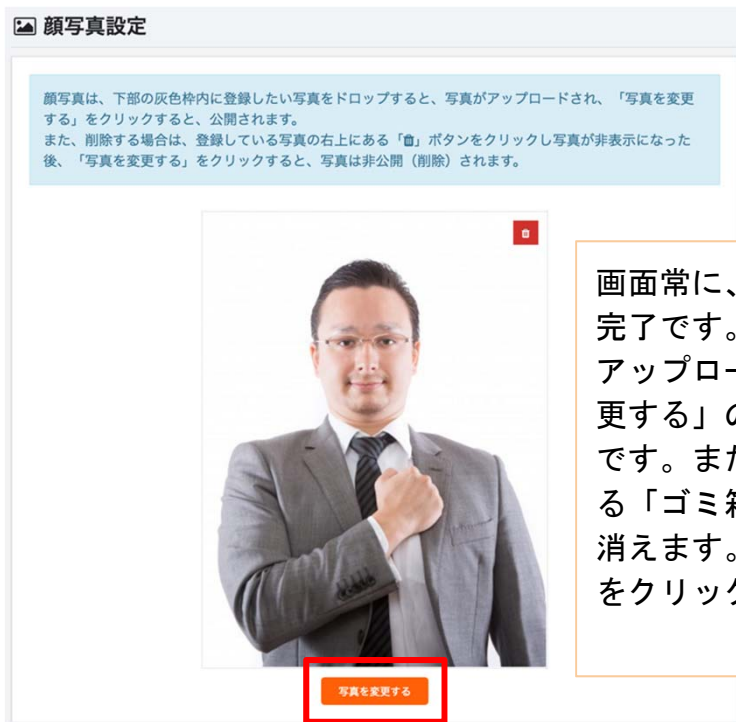 顔写真設定
顔写真は、下部の灰色枠内に登録したい写真をドロップすると、写真がアップロードされ、「写真を変更
する」をクリックすると、公開されます。
また、削除する場合は、登録している写真の右上にある「」ボタンをクリックし写真が非表示になった
後、「写真を変更する」をクリックすると、写真は非公開（削除）されます。
画面常に、
完了です。
アップロー
更する」の
です。また
る「ゴミ箱
消えます。
をクリック
写真を変更する